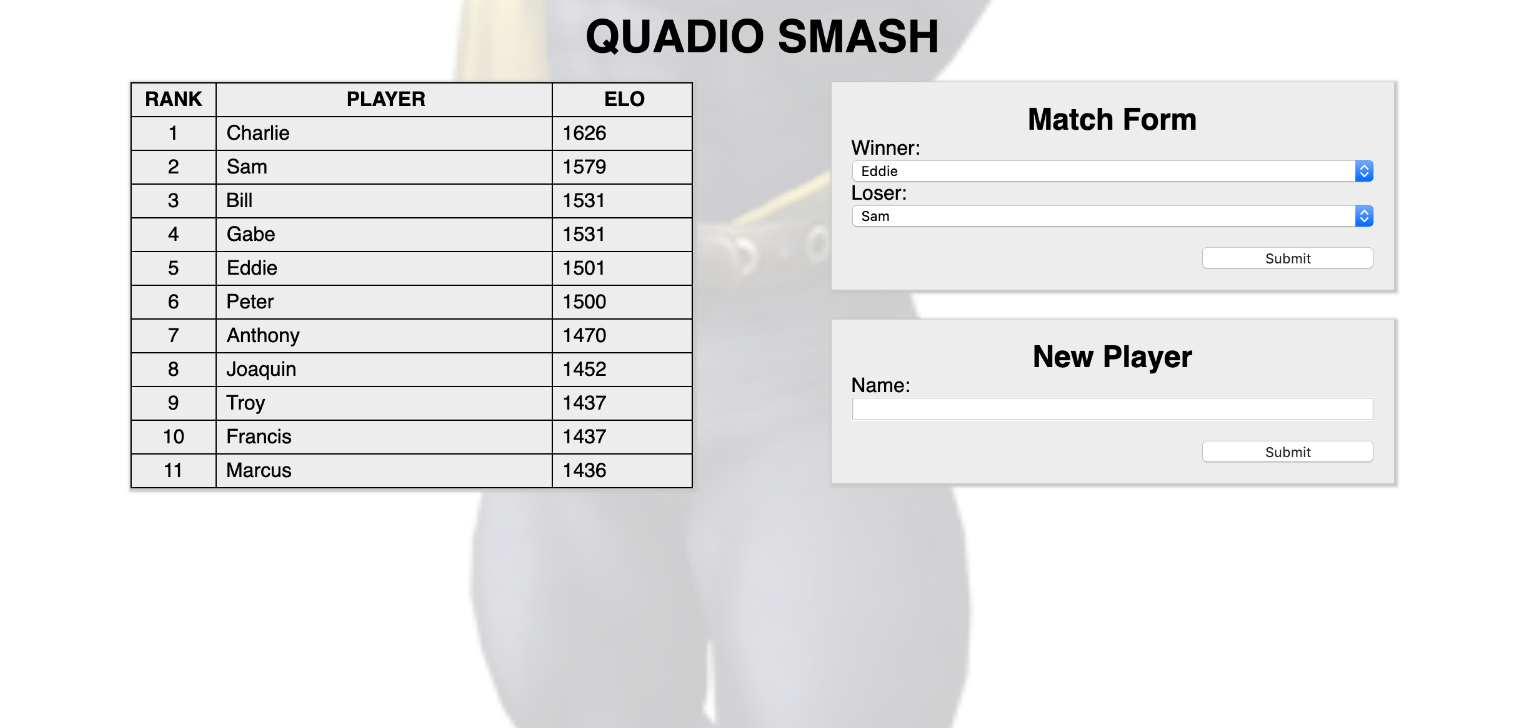 QUADIO SMASH
RANK PLAYER ELO
1 Charlie 1626
2 Sam 1579
3 Bill 1531
4 Gabe 1531
5 Eddie 1501
6 Peter 1500
7 Anthony 1470
8 Joaquin 1452
9 Troy 1437
10 Francis 1437
11 Marcus 1436
Match Form
Winner:
Eddie
Loser:
Sam
Submit
New Player
Name:
Submit